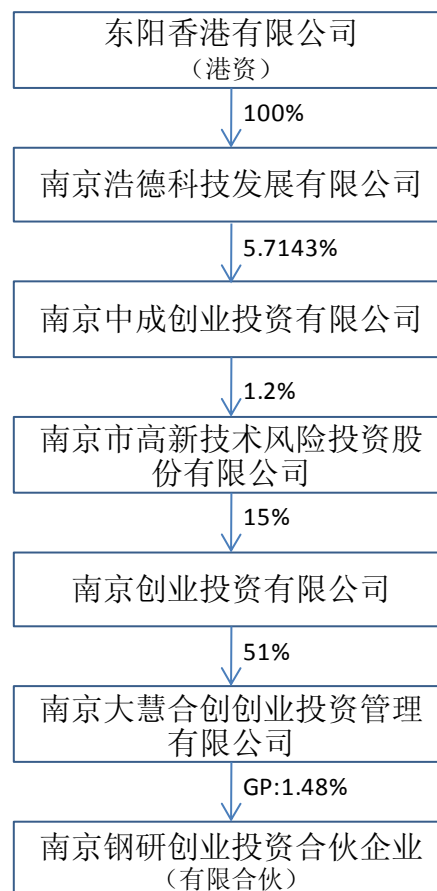 东阳香港有限公司
（港资）
100%
南京浩德科技发展有限公司
5.7143%
南京中成创业投资有限公司
1.2%
南京市高新技术风险投资股
份有限公司
15%
南京创业投资有限公司
51%
南京大慧合创创业投资管理
有限公司
GP:1.48%
南京钢研创业投资合伙企业
（有限合伙）